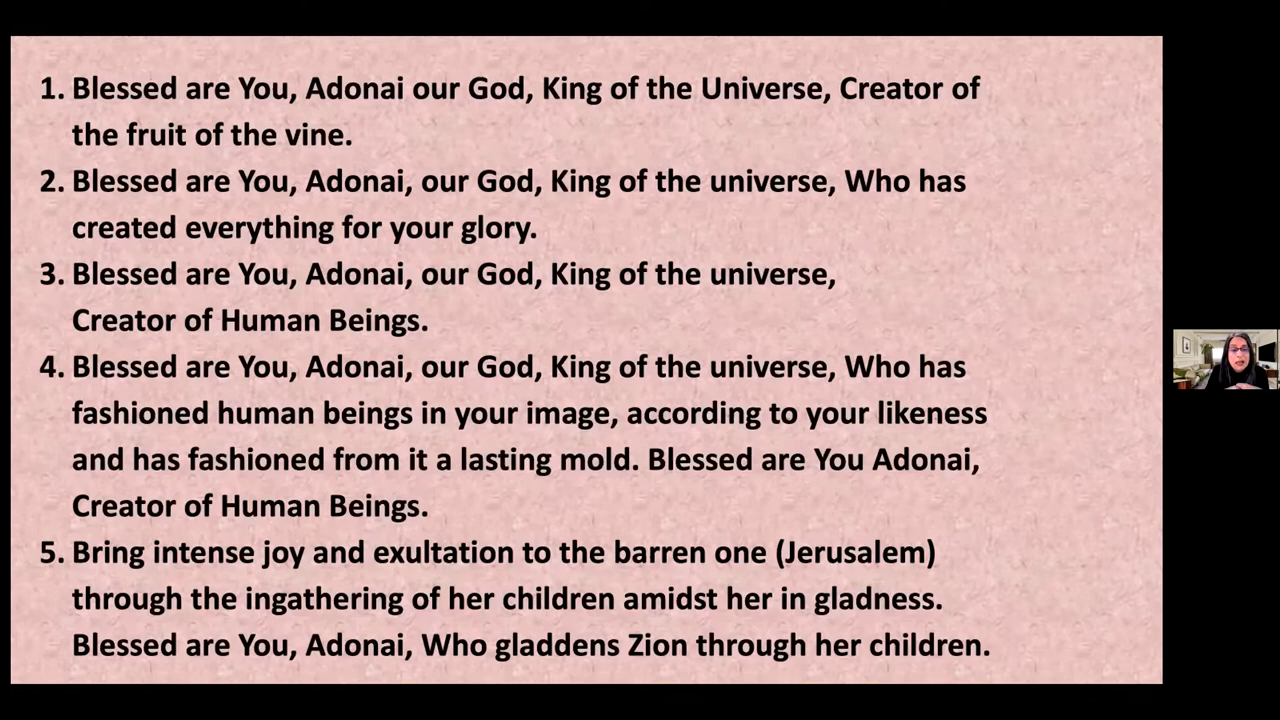 1. Blessed are You, Adonai our God, King of the Universe, Creator of
the fruit of the vine.
2. Blessed are You, Adonai, our God, King of the universe, Who has
created everything for your glory.
3. Blessed are You, Adonai, our God, King of the universe,
Creator of Human Beings.
4. Blessed are You, Adonai, our God, King of the universe, Who has
fashioned human beings in your image, according to your likeness
and has fashioned from it a lasting mold. Blessed are You Adonai,
Creator of Human Beings.
5. Bring intense joy and exultation to the barren one (Jerusalem)
through the ingathering of her children amidst her in gladness.
Blessed are You, Adonai, Who gladdens Zion through her children.